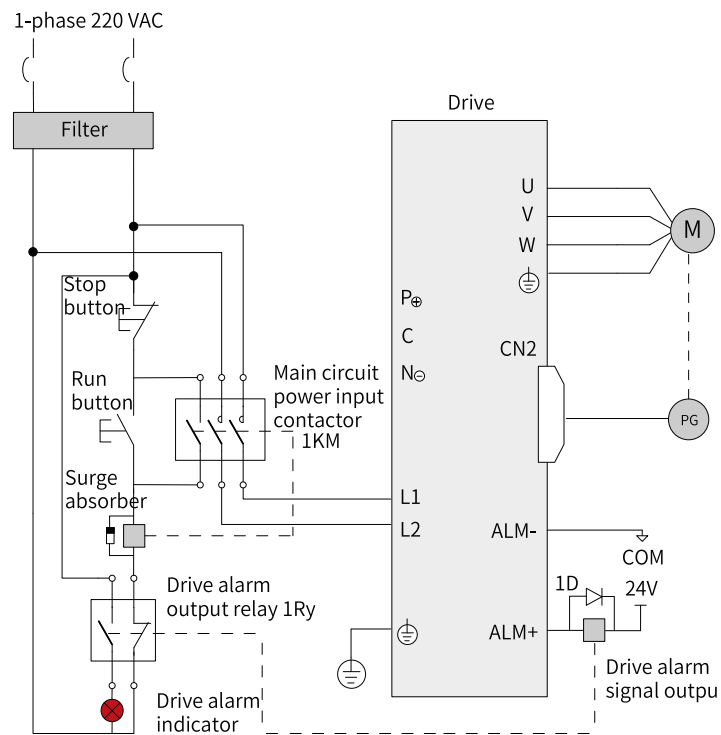 1-phase 220 VAC
Filter
Drive
U
V
W
M
P⊕
C
N⊖
CN2
PG
Stop
button
Run
button
Main circuit
power input
contactor
1KM
Surge
absorber
L1
L2
ALM-
COM
1D
24V
ALM+
Drive alarm
output relay 1Ry
Drive alarm
signal outpu
Drive alarm
indicator